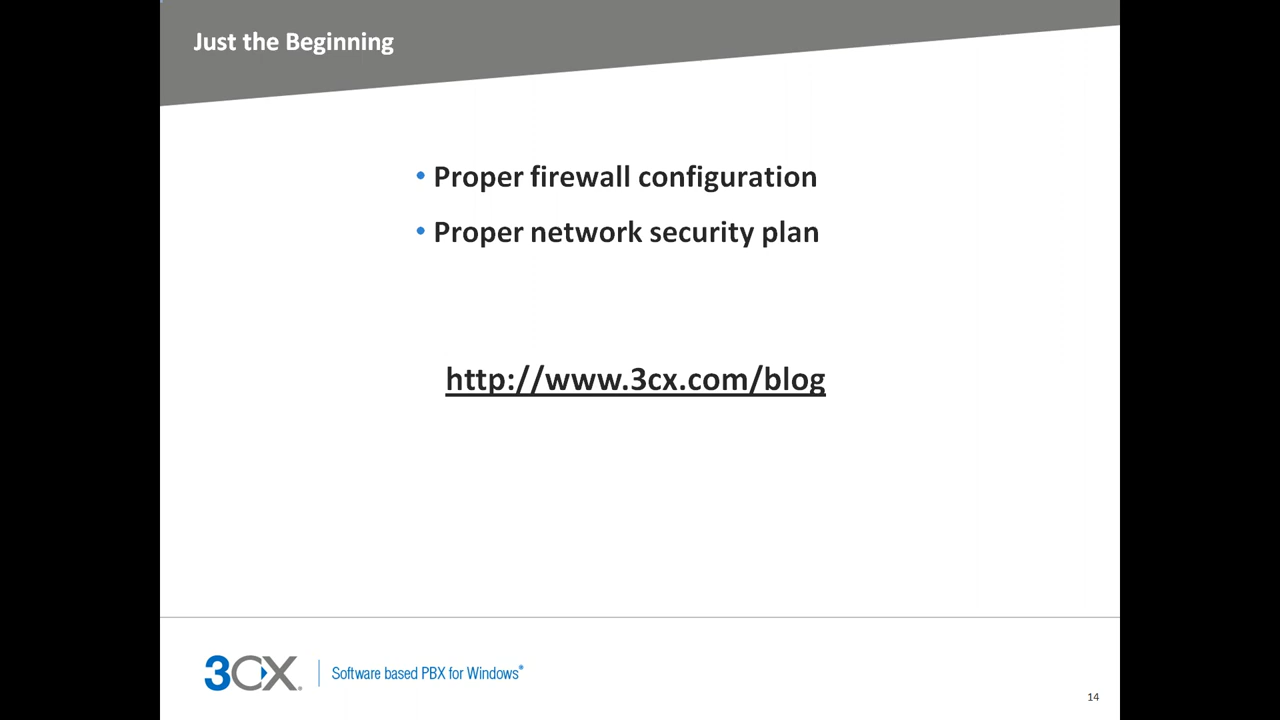 Just the Beginning
• Proper firewall configuration
• Proper network security plan
http://www.3cx.com/blog
3CX® Software based PBX for Windows®
14